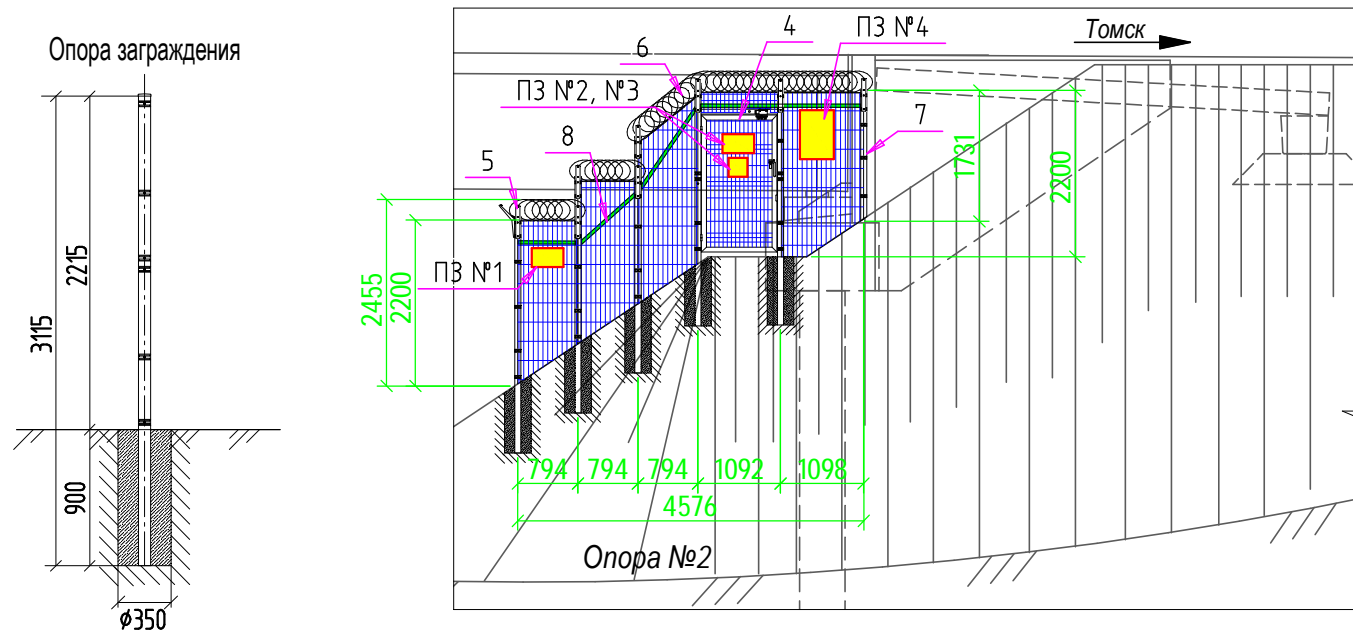 Опора заграждения
3115
2215
900
ϕ350
4
ПЗ №4
Томск
6
ПЗ №2, №3
7
8
5
1731
2200
ПЗ №1
2455
2200
794
794
794
1092
1098
4576
Опора №2